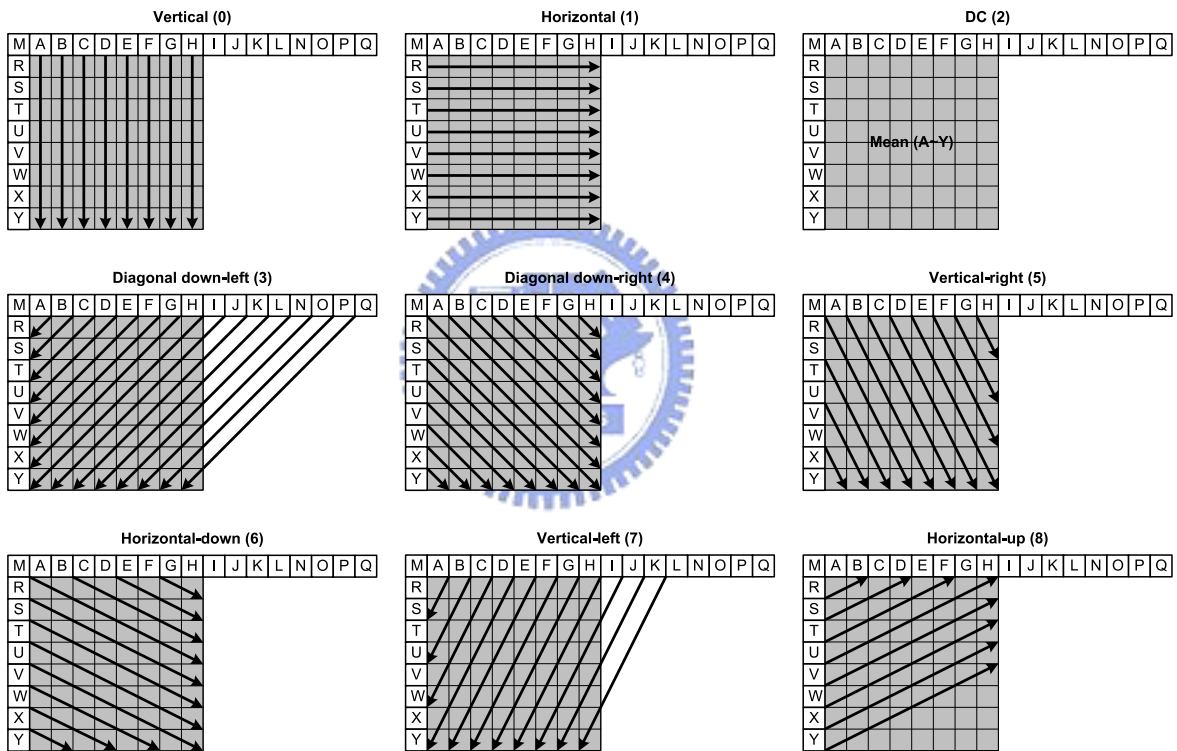 Vertical (0)
M A B C D E F G H I J K L N O P Q
R
S
T
U
V
W
X
Y
Horizontal (1)
M A B C D E F G H I J K L N O P Q
R
S
T
U
V
W
X
Y
DC (2)
M A B C D E F G H I J K L N O P Q
R
S
T
U
V
W
X
Y
Mean (A~Y)
Diagonal down-left (3)
M A B C D E F G H I J K L N O P Q
R
S
T
U
V
W
X
Y
Diagonal down-right (4)
M A B C D E F G H I J K L N O P Q
R
S
T
U
V
W
X
Y
Vertical-right (5)
M A B C D E F G H I J K L N O P Q
R
S
T
U
V
W
X
Y
Horizontal-down (6)
M A B C D E F G H I J K L N O P Q
R
S
T
U
V
W
X
Y
Vertical-left (7)
M A B C D E F G H I J K L N O P Q
R
S
T
U
V
W
X
Y
Horizontal-up (8)
M A B C D E F G H I J K L N O P Q
R
S
T
U
V
W
X
Y